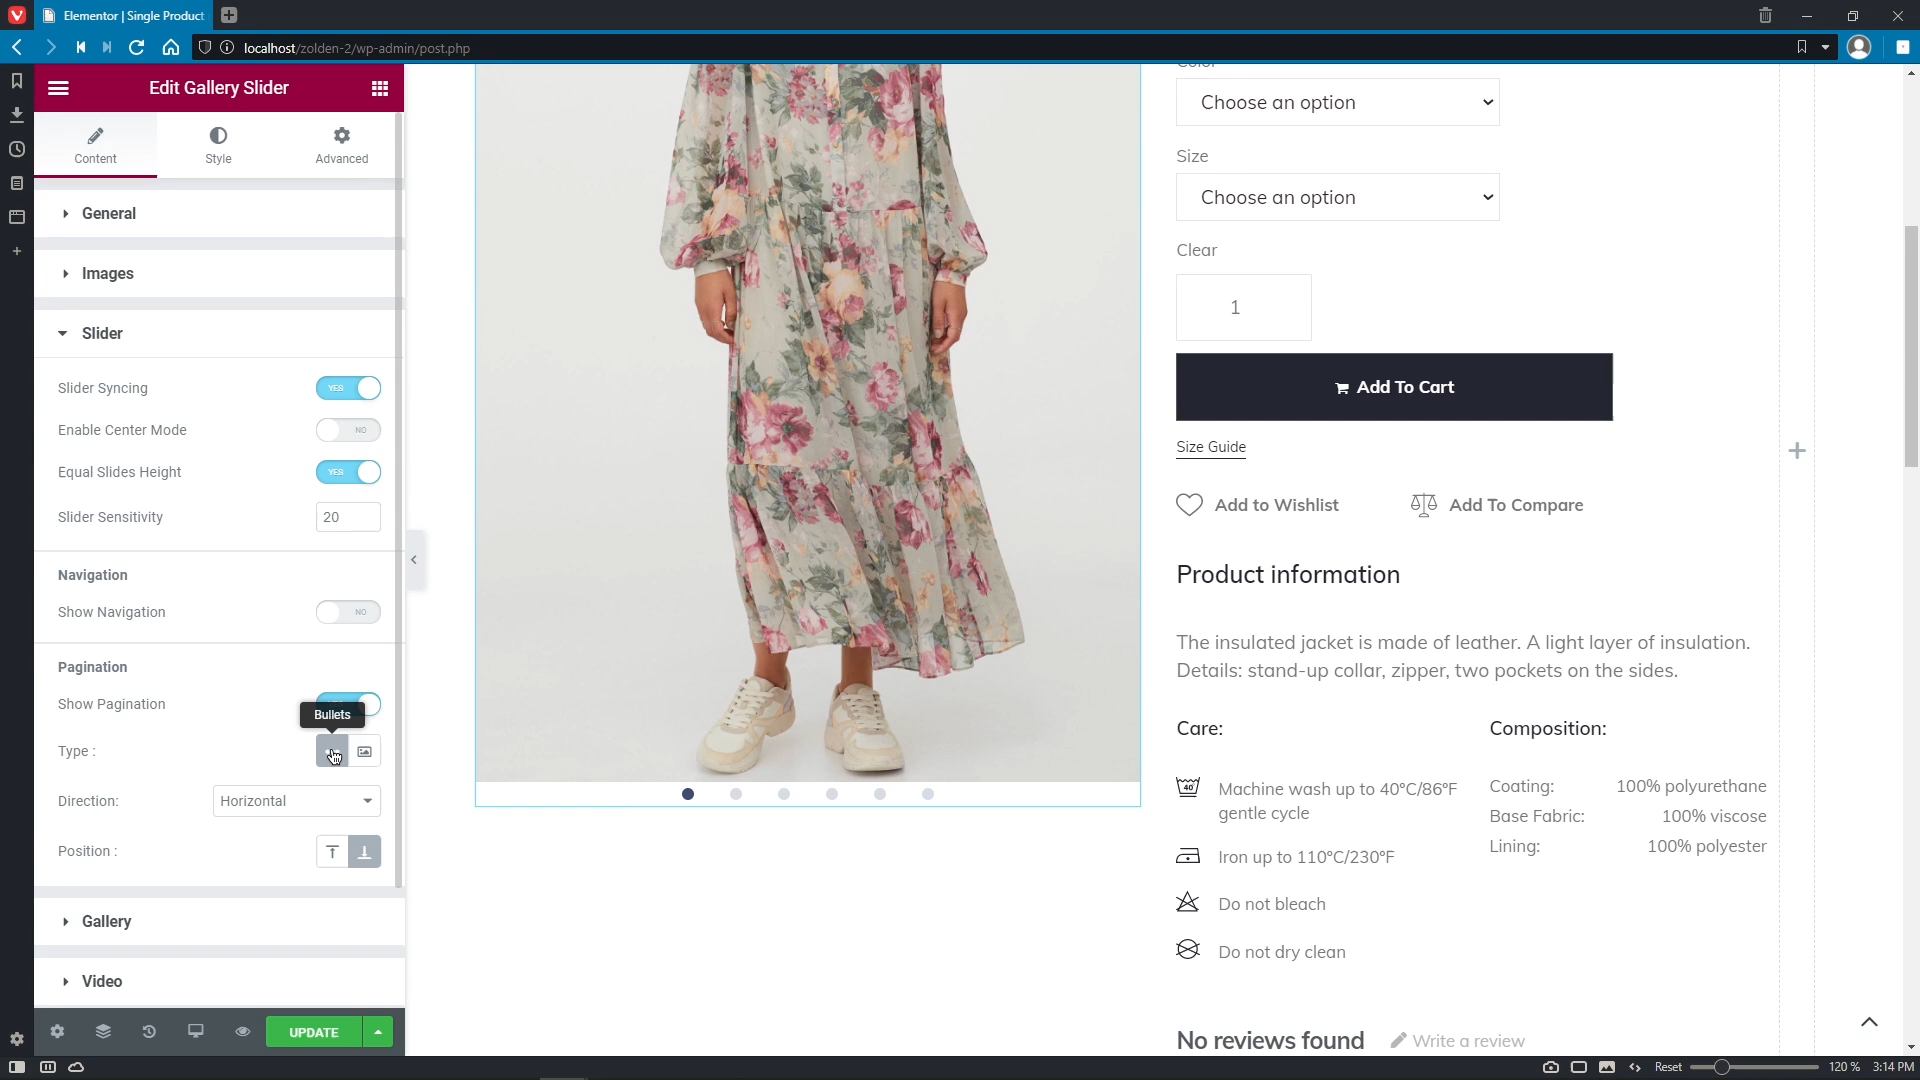 Elementor | Single Product
localhost/zolden-2/wp-admin/post.php
Edit Gallery Slider
Content
Style
Advanced
General
Images
Slider
Slider Syncing
YES
Enable Center Mode
NO
Equal Slides Height
YES
Slider Sensitivity
20
Navigation
Show Navigation
NO
Pagination
Show Pagination
Bullets
Type :
Direction:
Horizontal
Position :
Gallery
Video
UPDATE
Choose an option
Size
Choose an option
Clear
1
Add To Cart
Size Guide
Add to Wishlist
Add To Compare
Product information
The insulated jacket is made of leather. A light layer of insulation.
Details: stand-up collar, zipper, two pockets on the sides.
Care:
40°
Machine wash up to 40°C/86°F
gentle cycle
Iron up to 110°C/230°F
Do not bleach
Do not dry clean
Composition:
Coating: 100% polyurethane
Base Fabric: 100% viscose
Lining: 100% polyester
No reviews found
Write a review
Reset
120 %
3:14 PM